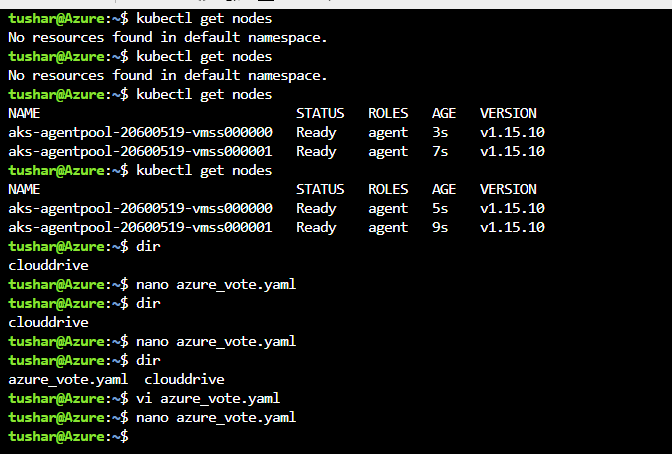 tushar@Azure:~$ kubectl get nodes
No resources found in default namespace.
tushar@Azure:~$ kubectl get nodes
No resources found in default namespace.
tushar@Azure:~$ kubectl get nodes
NAME                                STATUS   ROLES   AGE   VERSION
aks-agentpool-20600519-vmss000000   Ready    agent   3s    v1.15.10
aks-agentpool-20600519-vmss000001   Ready    agent   7s    v1.15.10
tushar@Azure:~$ kubectl get nodes
NAME                                STATUS   ROLES   AGE   VERSION
aks-agentpool-20600519-vmss000000   Ready    agent   5s    v1.15.10
aks-agentpool-20600519-vmss000001   Ready    agent   9s    v1.15.10
tushar@Azure:~$ dir
clouddrive
tushar@Azure:~$ nano azure_vote.yaml
tushar@Azure:~$ dir
clouddrive
tushar@Azure:~$ nano azure_vote.yaml
tushar@Azure:~$ dir
azure_vote.yaml  clouddrive
tushar@Azure:~$ vi azure_vote.yaml
tushar@Azure:~$ nano azure_vote.yaml
tushar@Azure:~$